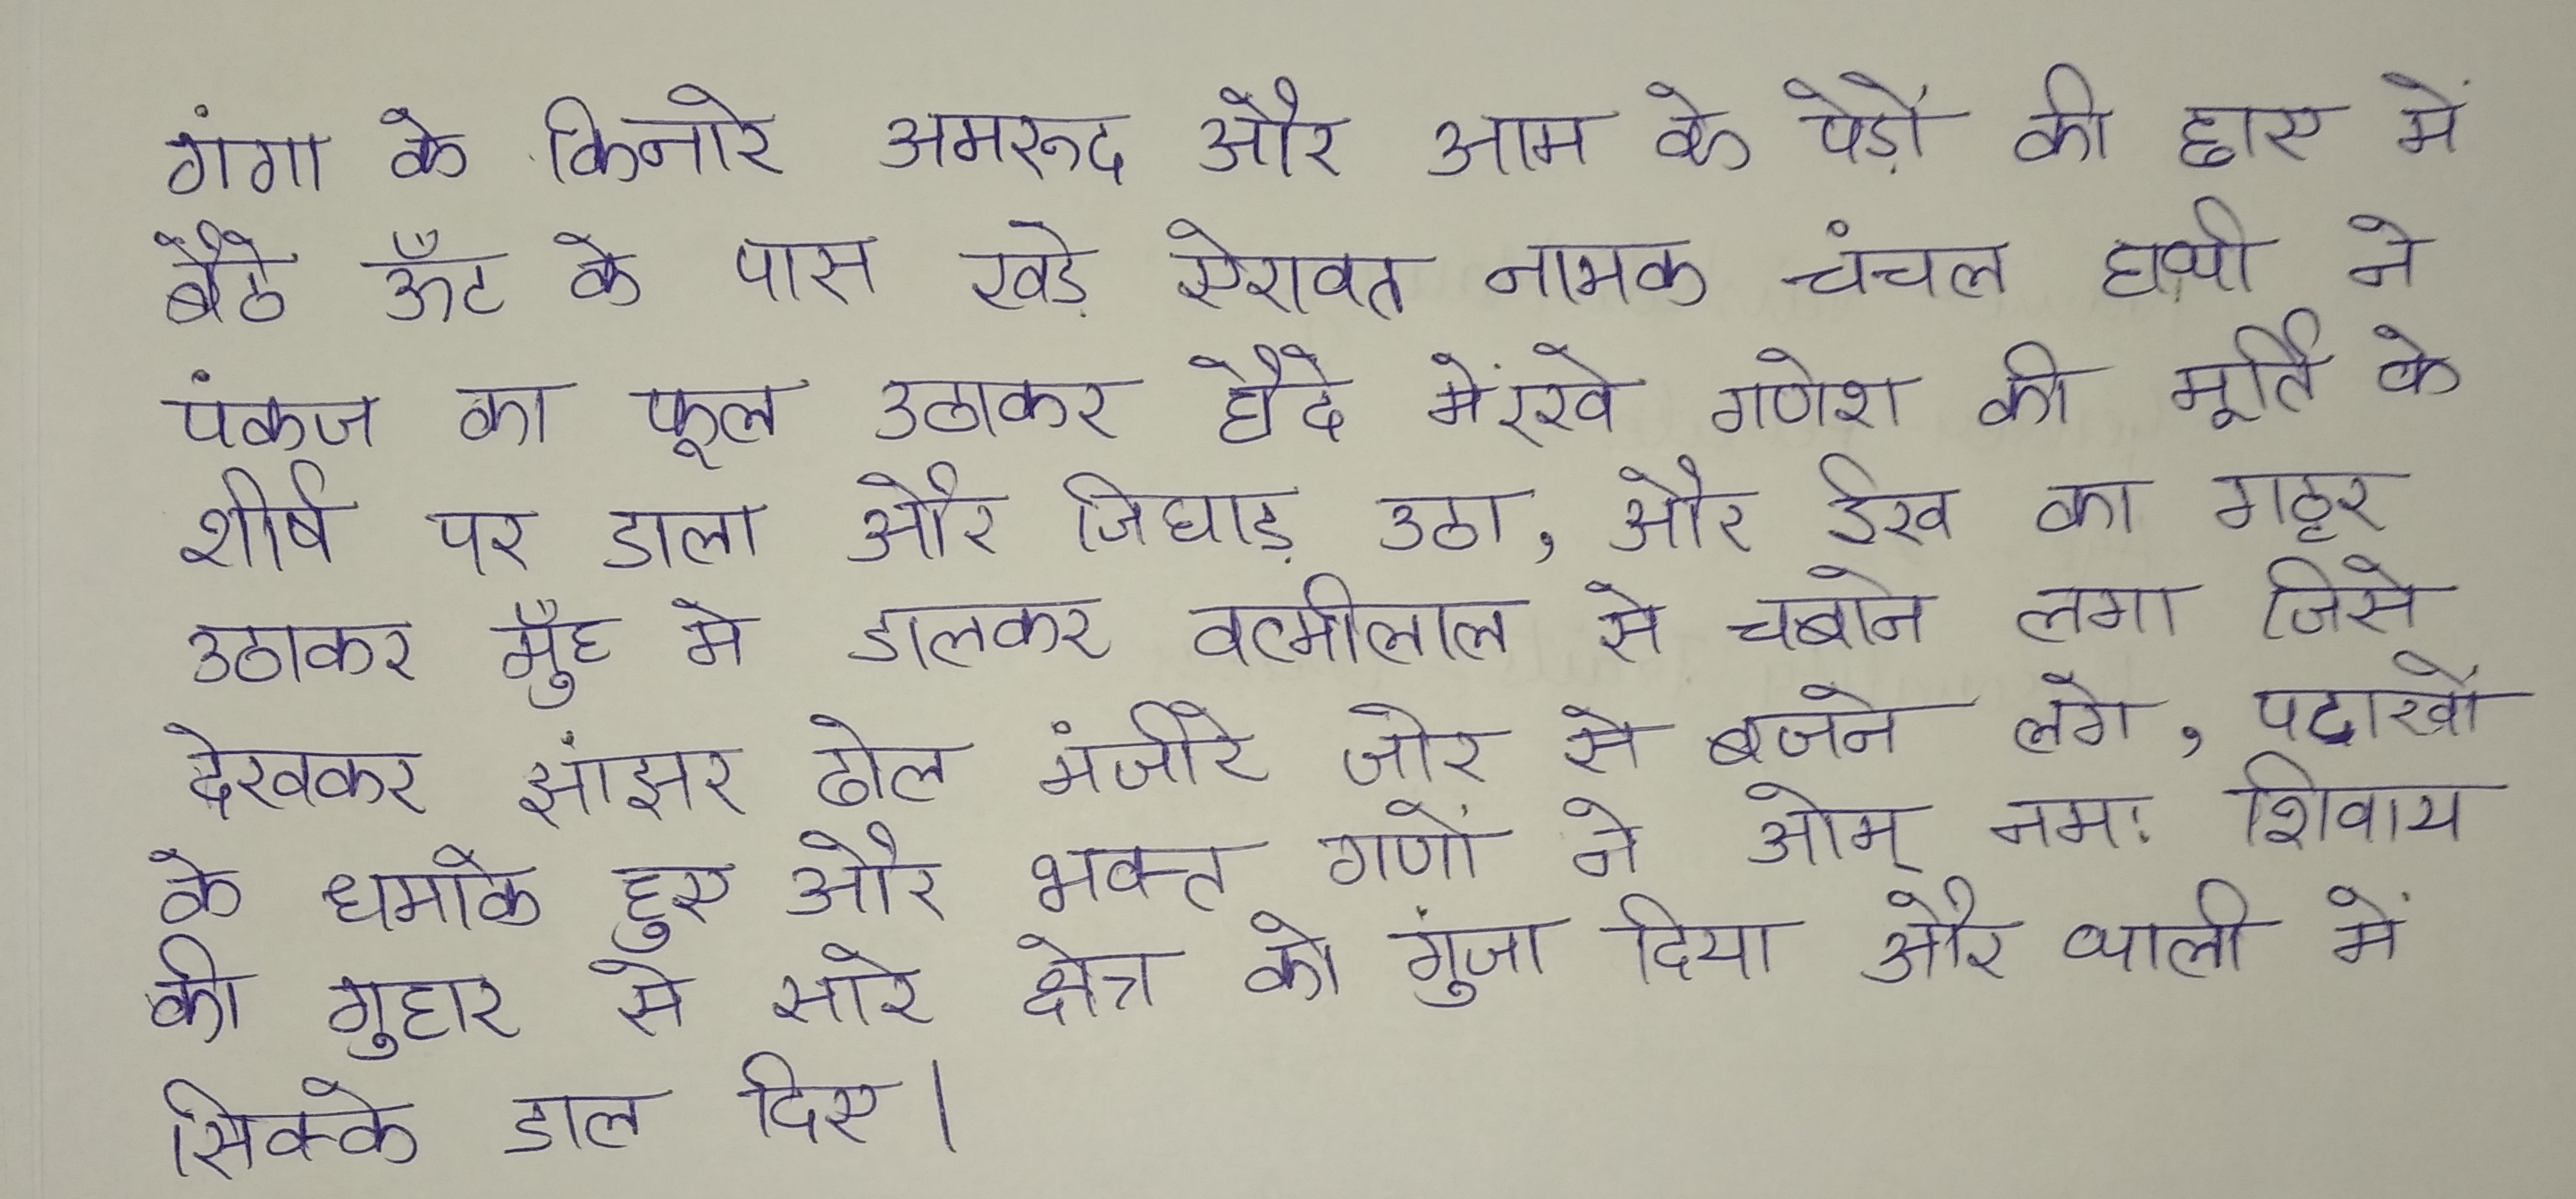 गंगा के किनारे अमरूद और आम के पेड़ों की छाए में
बैठे ऊँट के पास खड़े ऐरावत नामक चंचल हाथी ने
पंकज का फूल उठाकर हौदे में रखे गणेश की मूर्ति के
शीर्ष पर डाला और चिघाड़ उठा, और ईख का गट्ठर
उठाकर मुँह मे डालकर से चबाने लगा जिसे
देखकर झांझर ढोल मंजीरे जोर से बजने लगे, पटाखों
के धमाके हुए और भक्त गणों ने ओम् नमः शिवाय
की गुहार से सारे क्षेत्र को गुंजा दिया और थाली में
सिक्के डाल दिए।